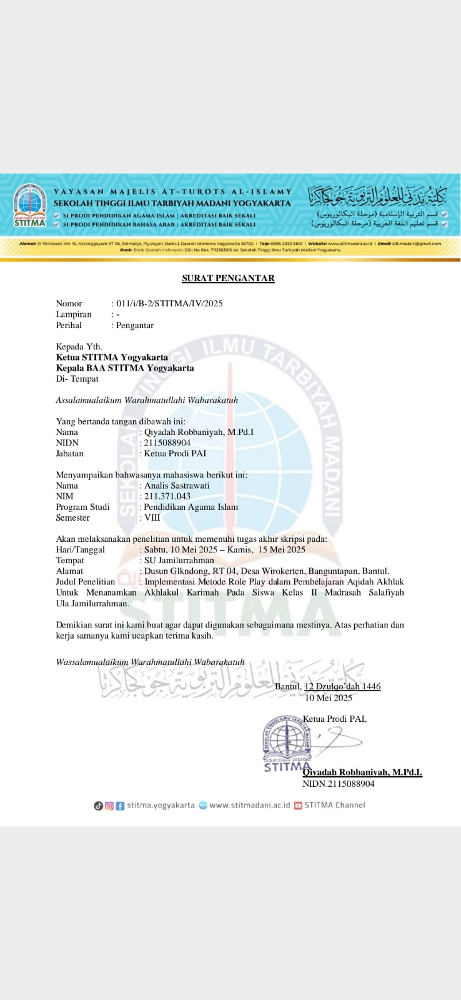 YAYASAN MAJELIS AT-TUROTS AL-ISLAMY
SEKOLAH TINGGI ILMU TARBIYAH MADANI YOGYAKARTA
S1 PRODI PENDIDIKAN AGAMA ISLAM | AKREDITASI BAIK SEKALI
S1 PRODI PENDIDIKAN BAHASA ARAB | AKREDITASI BAIK SEKALI
STITMA
كلية مدني للعلوم التربوية جوكجاكرتا
قسم التربية الإسلامية (مرحلة البكالوريوس)
قسم تعليم اللغة العربية (مرحلة البكالوريوس)
Alamat: Jl. Wonosari KM. 10, Karanggayam RT 06, Sitimulyo, Piyungan, Bantul, Daerah Istimewa Yogyakarta 55792. I Telp: 0895-2933-5100 I Website: www.stitmadani.ac.id I Email: stit.madani@gmail.com
Bank: Bank Syariah Indonesia (BSI) No Rek. 7113363015 an. Sekolah Tinggi Ilmu Tarbiyah Madani Yogyakarta
SURAT PENGANTAR
Nomor : 011/i/B-2/STITMA/IV/2025
Lampiran : -
Perihal : Pengantar
Kepada Yth.
Ketua STITMA Yogyakarta
Kepala BAA STITMA Yogyakarta
Di- Tempat
Assalamualaikum Warahmatullahi Wabarakatuh
Yang bertanda tangan dibawah ini:
Nama : Qiyadah Robbaniyah, M.Pd.I
NIDN : 2115088904
Jabatan : Ketua Prodi PAI
Menyampaikan bahwasanya mahasiswa berikut ini:
Nama : Analis Sastrawati
NIM : 211.371.043
Program Studi : Pendidikan Agama Islam
Semester : VIII
Akan melaksanakan penelitian untuk memenuhi tugas akhir skripsi pada:
Hari/Tanggal : Sabtu, 10 Mei 2025 – Kamis, 15 Mei 2025
Tempat : SU Jamilurrahman
Alamat : Dusun Glkndong, RT 04, Desa Wirokerten, Banguntapan, Bantul.
Judul Penelitian : Implementasi Metode Role Play dalam Pembelajaran Aqidah Akhlak
Untuk Menanamkan Akhlakul Karimah Pada Siswa Kelas II Madrasah Salafiyah
Ula Jamilurrahman.
Demikian surat ini kami buat agar dapat digunakan sebagaimana mestinya. Atas perhatian dan
kerja samanya kami ucapkan terima kasih.
Wassalamualaikum Warahmatullahi Wabarakatuh
SEKOLAH TINGGI ILMU TARBIYAH MADANI
STITMA
كلية مدني للعلوم التربوية جوكجاكرتا
Bantul, 12 Dzulqo'dah 1446
10 Mei 2025
Ketua Prodi PAI,
SEKOLAH TINGGI ILMU TARBIYAH MADANI
STITMA
Qiyadah Robbaniyah, M.Pd.I.
NIDN.2115088904
stitma.yogyakarta www.stitmadani.ac.id STITMA Channel